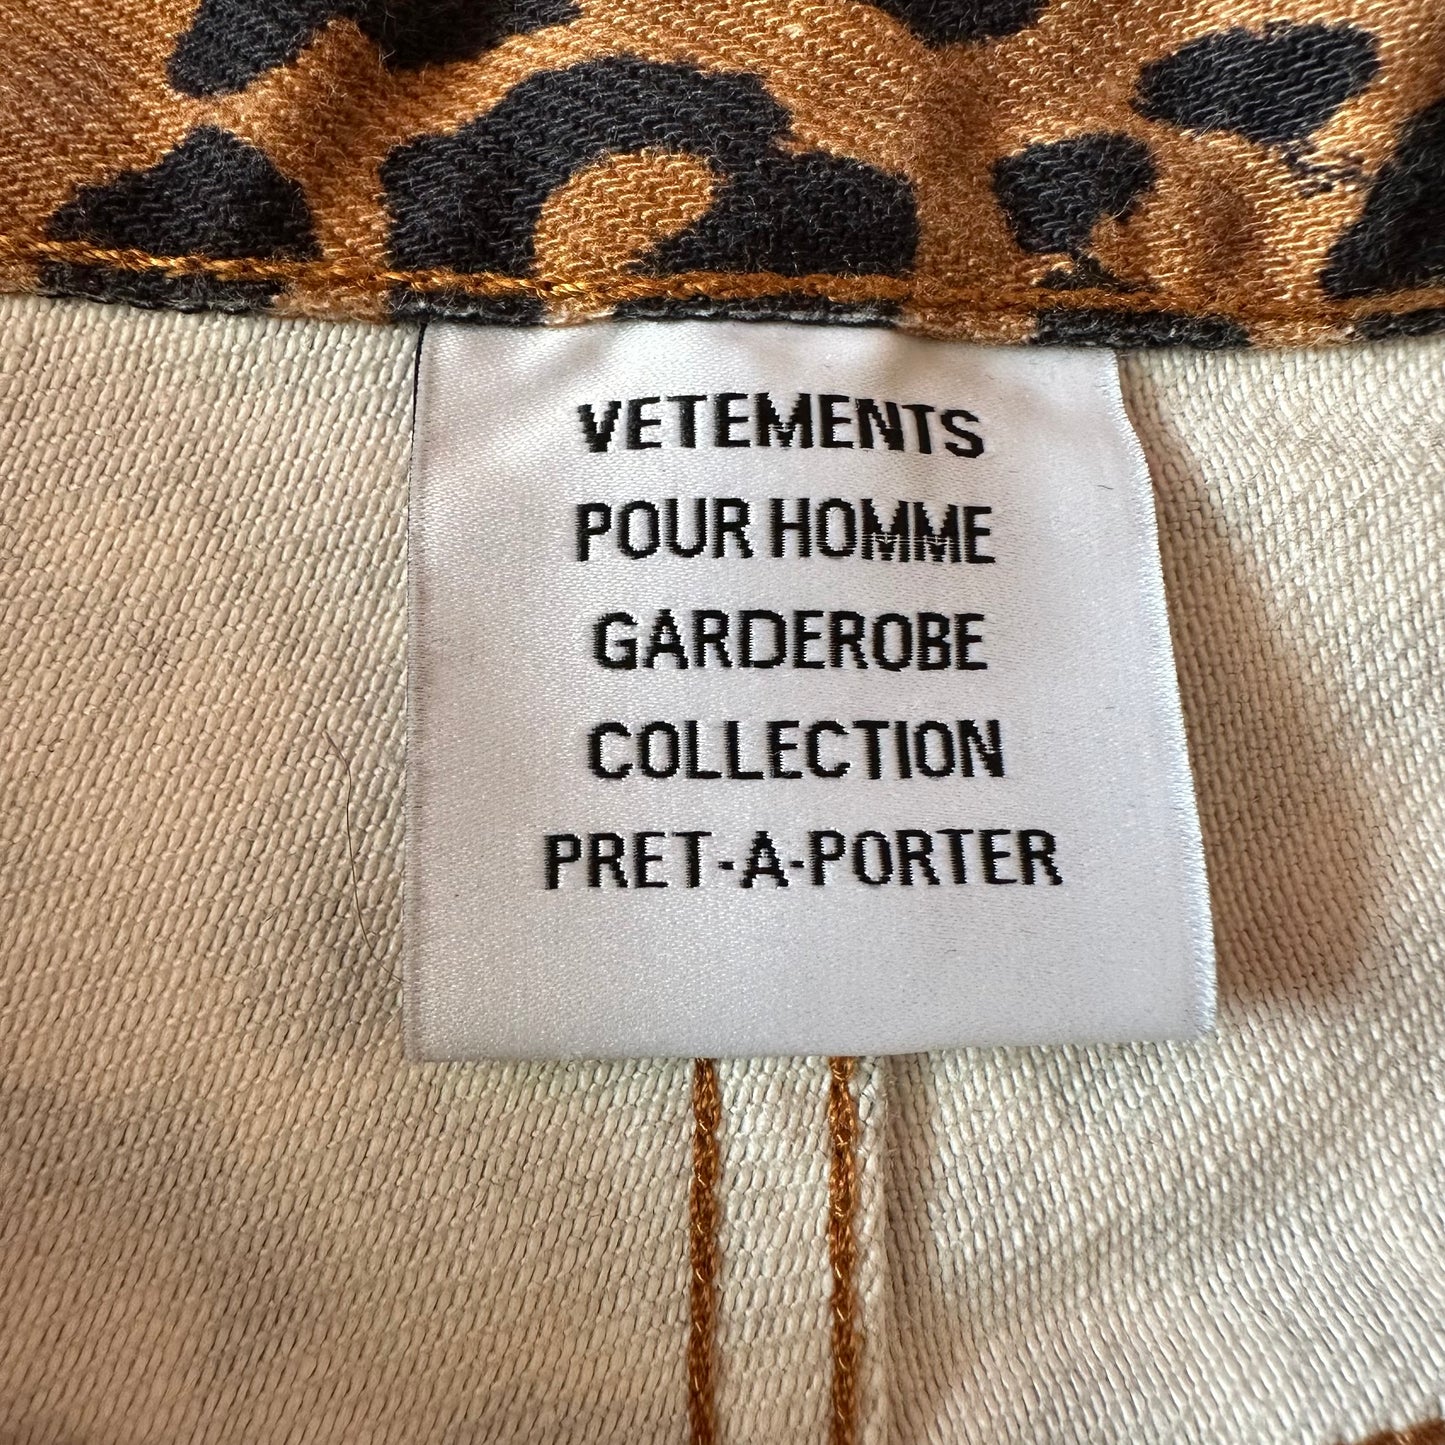 VETEMENTS
POUR HOMME
GARDEROBE
COLLECTION
PRET-A-PORTER